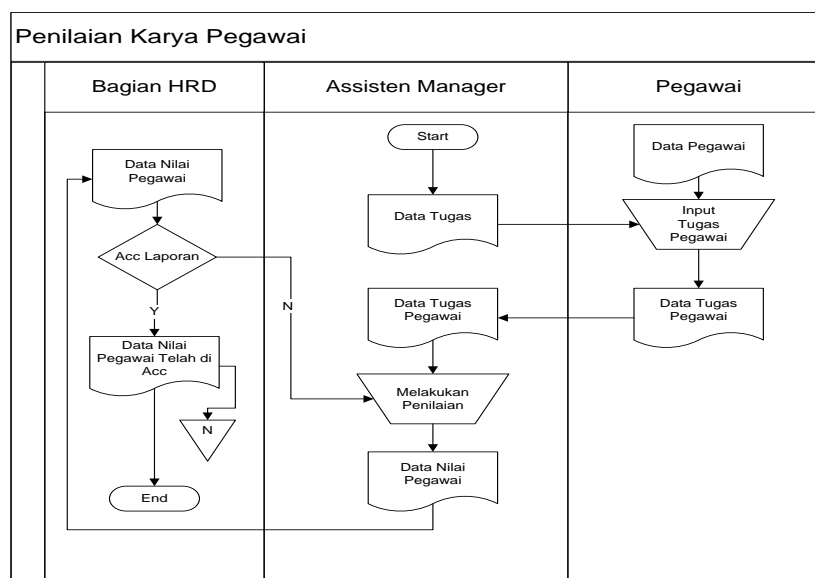 Penilaian Karya Pegawai
Bagian HRD
Assisten Manager
Pegawai
Data Nilai
Pegawai
Acc Laporan
Y
N
Data Nilai
Pegawai Telah di
Acc
N
End
Start
Data Tugas
Data Tugas
Pegawai
Melakukan
Penilaian
Data Nilai
Pegawai
Data Pegawai
Input
Tugas
Pegawai
Data Tugas
Pegawai